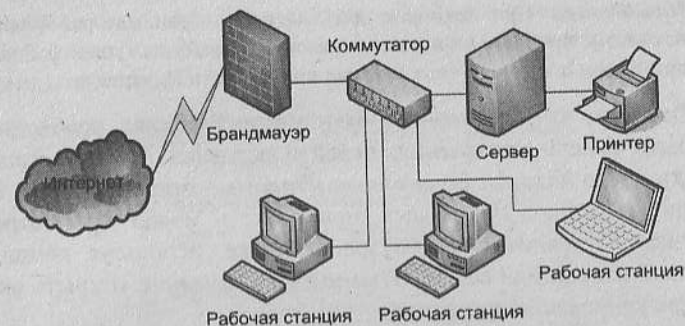 Коммутатор
Брандмауэр
Сервер
Принтер
Интернет
Рабочая станция
Рабочая станция
Рабочая станция